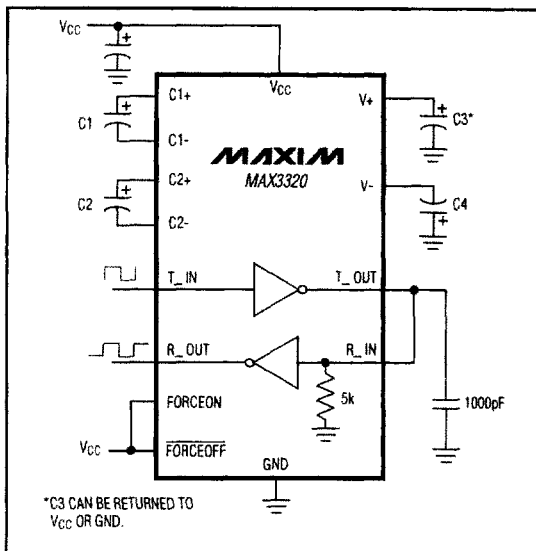 VCC
VCC
C1+
C1
C1-
C2+
C2
C2-
V+
C3*
V-
C4
MAXIM
MAX3320
T_IN
T_OUT
R_OUT
R_IN
5k
1000pF
FORCEON
VCC
FORCEOFF
GND
*C3 CAN BE RETURNED TO
VCC OR GND.